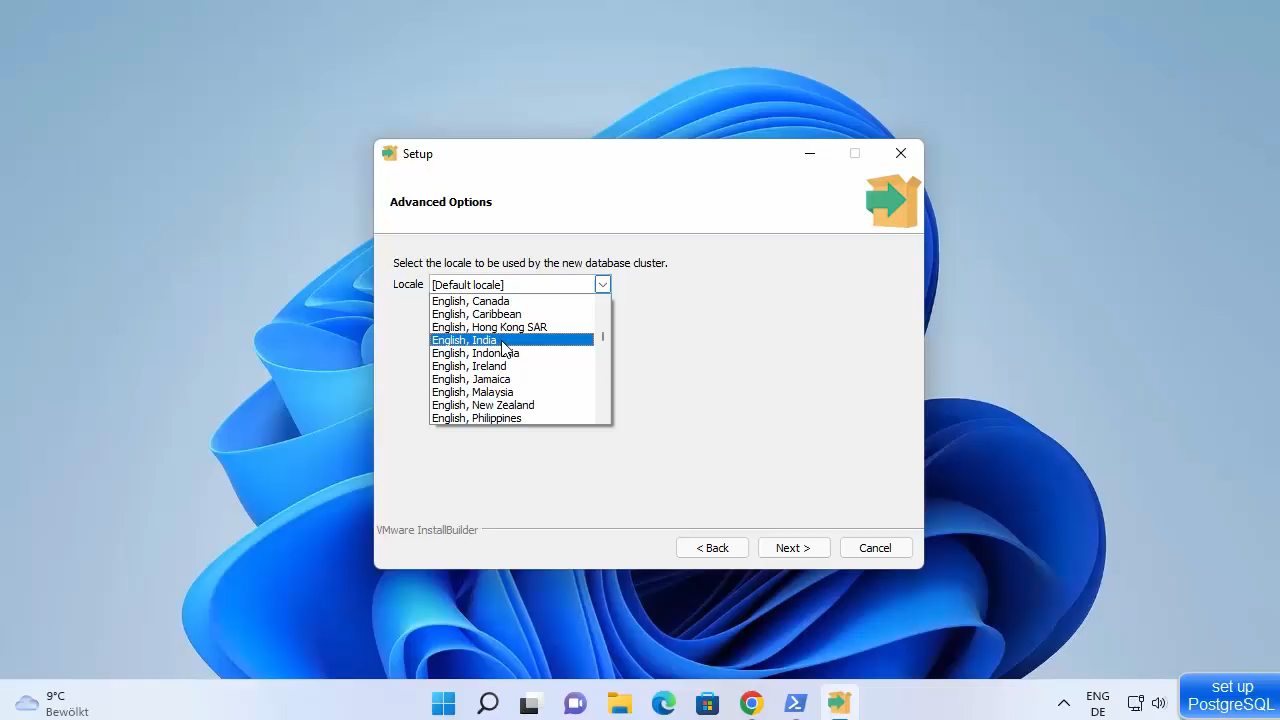 Setup
Advanced Options
Select the locale to be used by the new database cluster.
Locale [Default locale]
English, Canada
English, Caribbean
English, Hong Kong SAR
English, India
English, Indonesia
English, Ireland
English, Jamaica
English, Malaysia
English, New Zealand
English, Philippines
VMware InstallBuilder
< Back Next > Cancel
9°C
Bewölkt
ENG
DE
set up
PostgreSQL